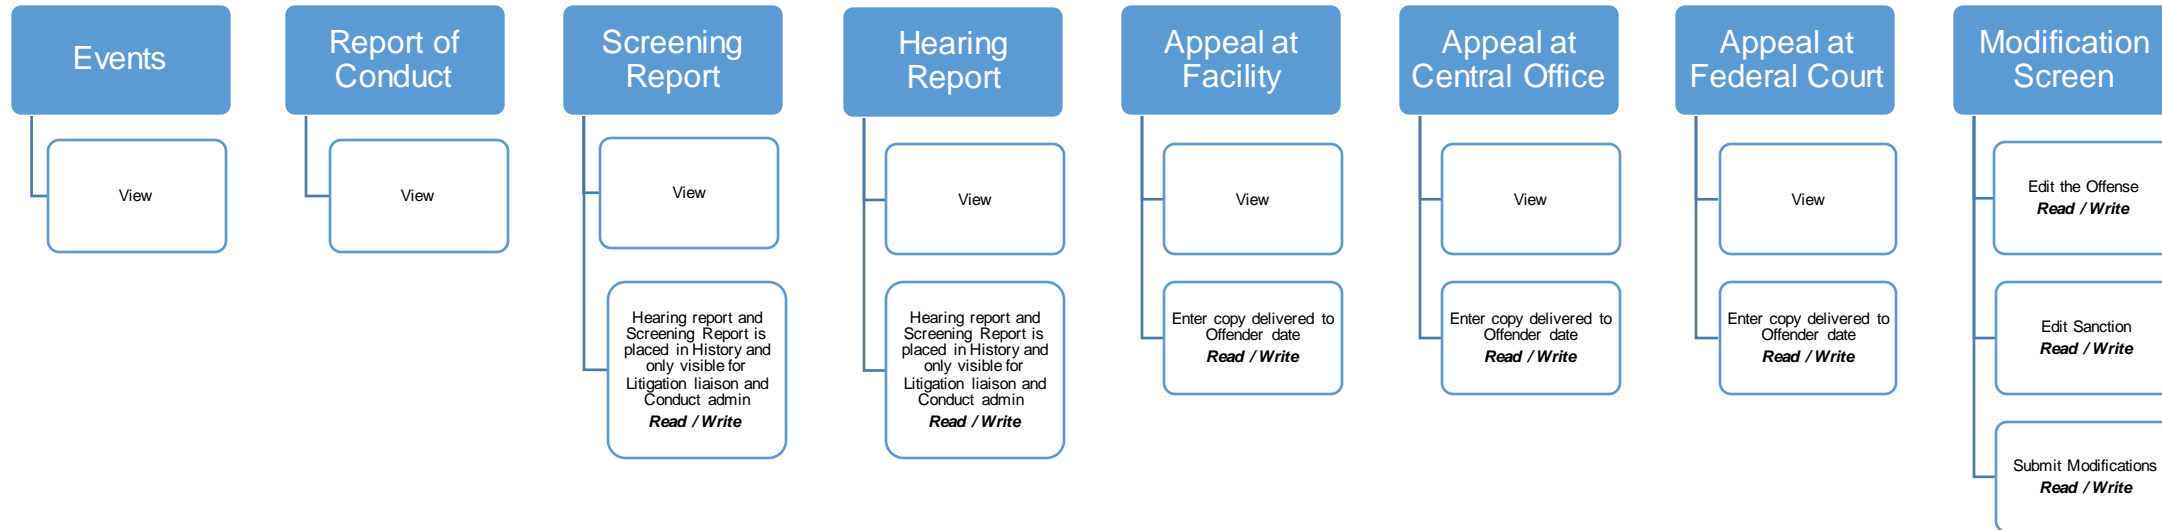 Events
View
Report of
Conduct
View
Screening
Report
View
Hearing report and
Screening Report is
placed in History and
only visible for
Litigation liaison and
Conduct admin
Read / Write
Hearing
Report
View
Hearing report and
Screening Report is
placed in History and
only visible for
Litigation liaison and
Conduct admin
Read / Write
Appeal at
Facility
View
Enter copy delivered to
Offender date
Read / Write
Appeal at
Central Office
View
Enter copy delivered to
Offender date
Read / Write
Appeal at
Federal Court
View
Enter copy delivered to
Offender date
Read / Write
Modification
Screen
Edit the Offense
Read / Write
Edit Sanction
Read / Write
Submit Modifications
Read / Write